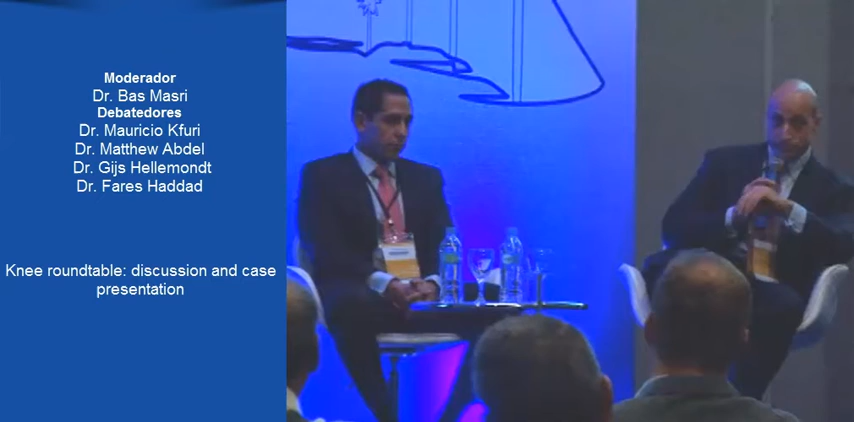 Moderador
Dr. Bas Masri
Debatedores
Dr. Mauricio Kfuri
Dr. Matthew Abdel
Dr. Gijs Hellemondt
Dr. Fares Haddad
Knee roundtable: discussion and case
presentation